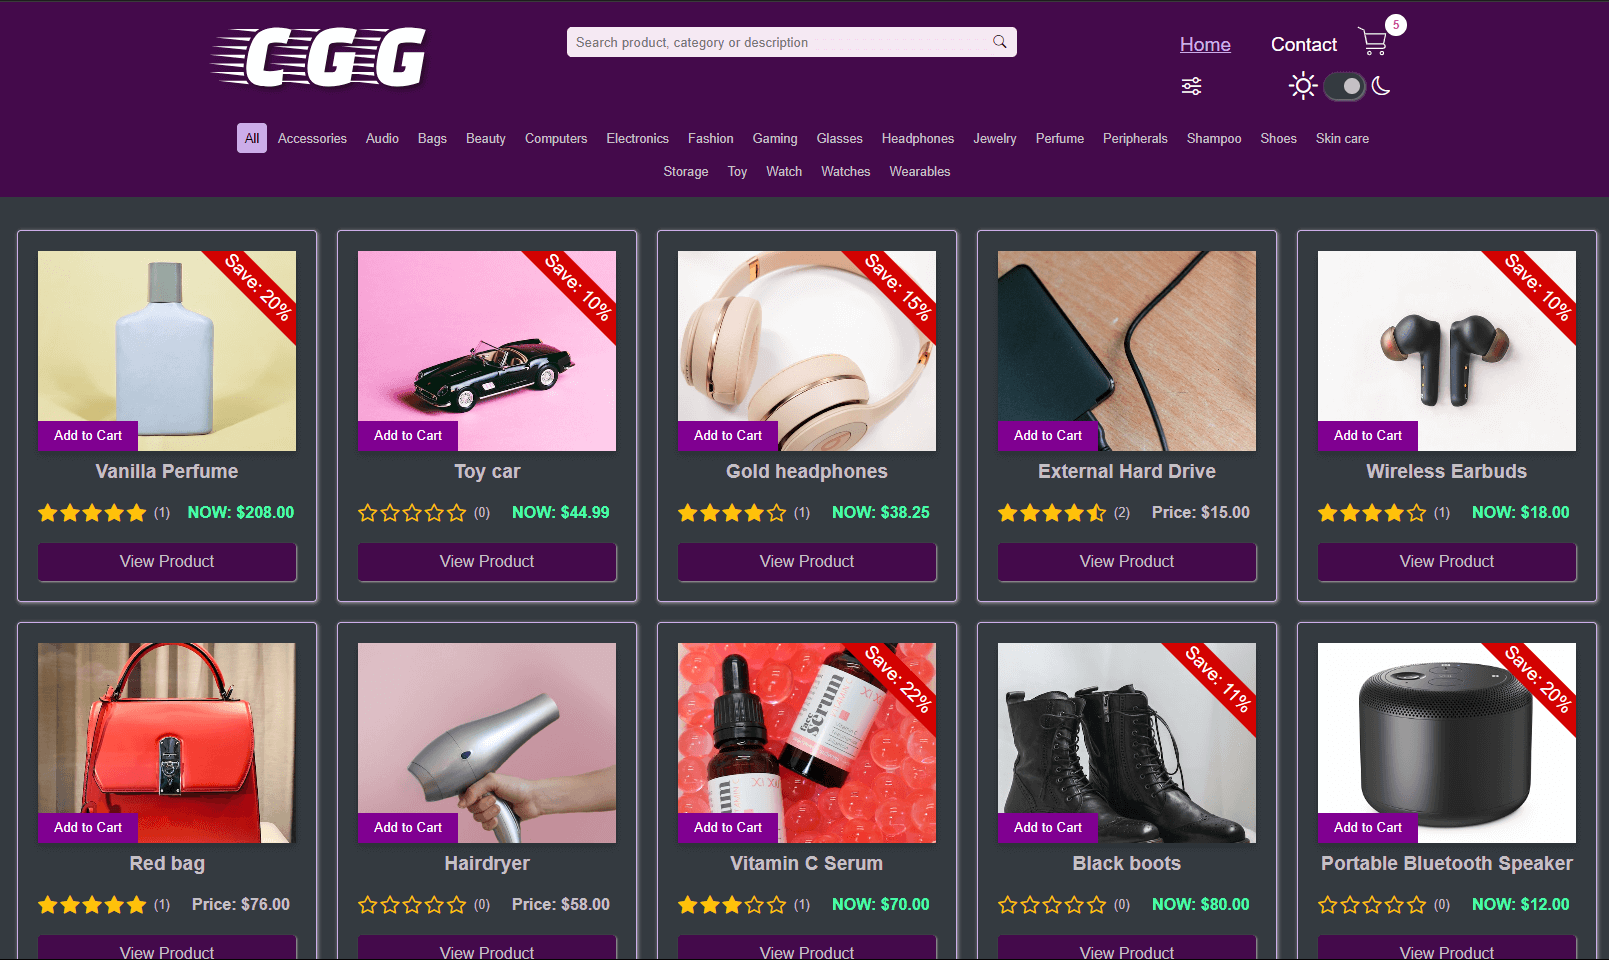 CGG
Search product, category or description
Home Contact 5
All Accessories Audio Bags Beauty Computers Electronics Fashion Gaming Glasses Headphones Jewelry Perfume Peripherals Shampoo Shoes Skin care
Storage Toy Watch Watches Wearables
Save: 20% Save: 10% Save: 15% Save: 10%
Add to Cart Add to Cart Add to Cart Add to Cart Add to Cart
Vanilla Perfume Toy car Gold headphones External Hard Drive Wireless Earbuds
(1) NOW: $208.00 (0) NOW: $44.99 (1) NOW: $38.25 (2) Price: $15.00 (1) NOW: $18.00
View Product View Product View Product View Product View Product
Save: 22% Save: 11% Save: 20%
face
serum
Add to Cart Add to Cart Add to Cart Add to Cart Add to Cart
Red bag Hairdryer Vitamin C Serum Black boots Portable Bluetooth Speaker
(1) Price: $76.00 (0) Price: $58.00 (1) NOW: $70.00 (0) NOW: $80.00 (0) NOW: $12.00
View Product View Product View Product View Product View Product